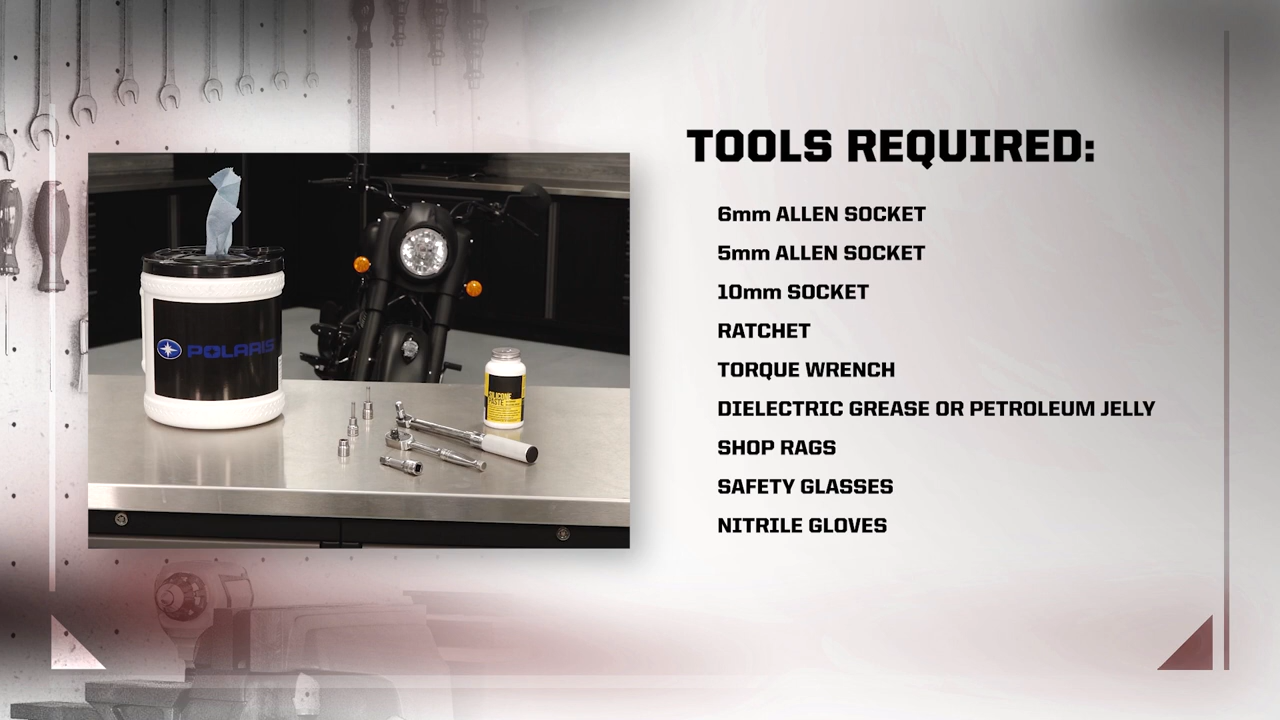 TOOLS REQUIRED:
6mm ALLEN SOCKET
5mm ALLEN SOCKET
10mm SOCKET
RATCHET
TORQUE WRENCH
DIELECTRIC GREASE OR PETROLEUM JELLY
SHOP RAGS
SAFETY GLASSES
NITRILE GLOVES
POLARIS
SILICONE
PASTE